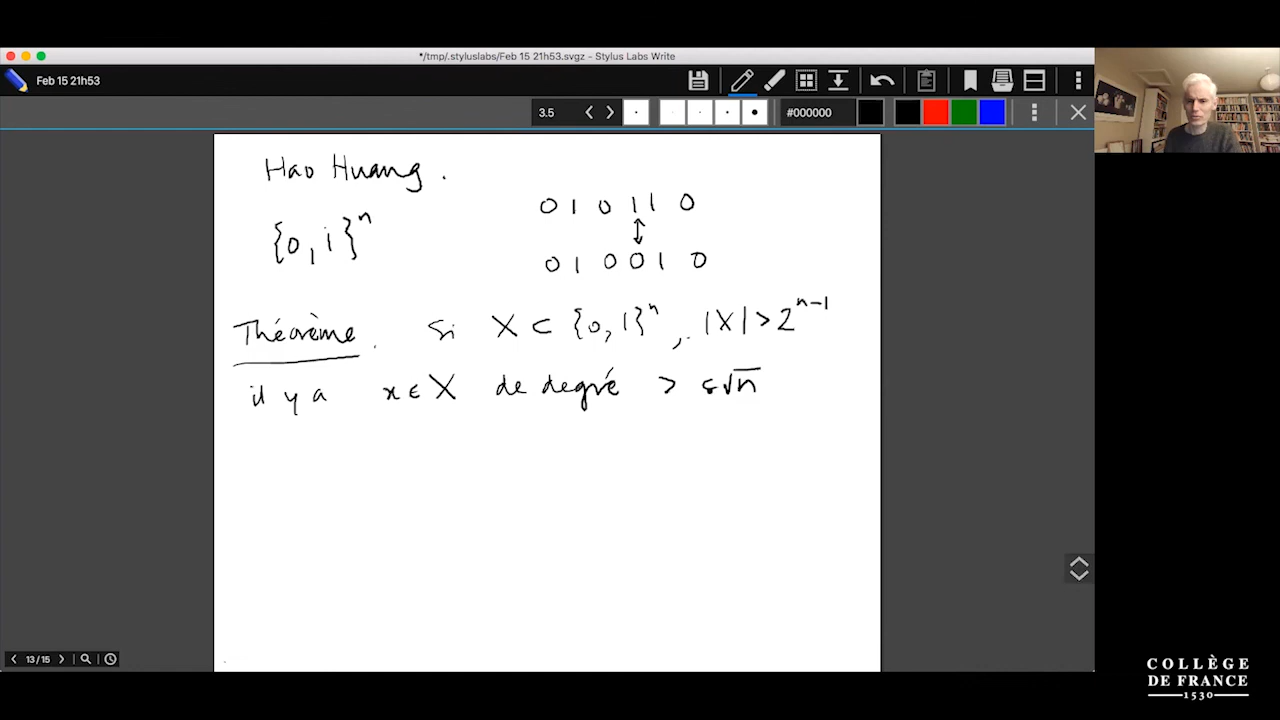 */tmp/.styluslabs/Feb 15 21h53.svgz - Stylus Labs Write
Feb 15 21h53
3.5
#000000
Hao Huang.
0 1 0 1 1 0
{0, 1}ⁿ
0 1 0 0 1 0
Théorème. Si X ⊂ {0, 1}ⁿ, |X| > 2ⁿ⁻¹
il y a x ∈ X de degré > √n
13/15
COLLÈGE
DE FRANCE
1530